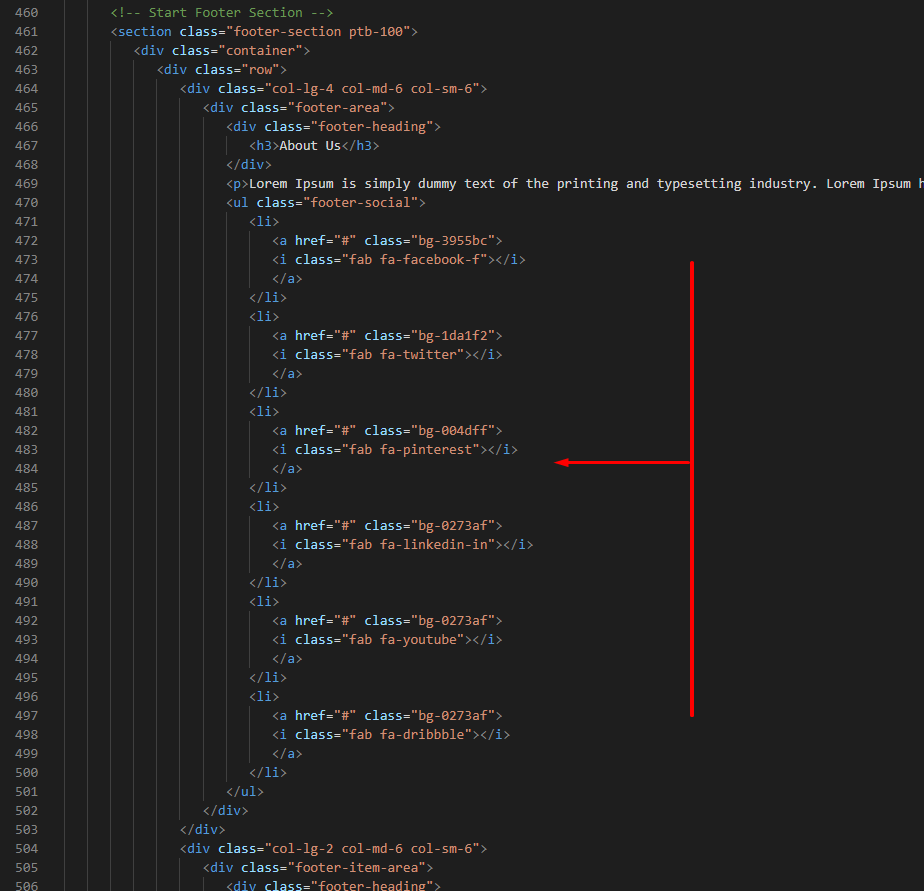 460 <!-- Start Footer Section -->
461 <section class="footer-section ptb-100">
462 <div class="container">
463 <div class="row">
464 <div class="col-lg-4 col-md-6 col-sm-6">
465 <div class="footer-area">
466 <div class="footer-heading">
467 <h3>About Us</h3>
468 </div>
469 <p>Lorem Ipsum is simply dummy text of the printing and typesetting industry. Lorem Ipsum h
470 <ul class="footer-social">
471 <li>
472 <a href="#" class="bg-3955bc">
473 <i class="fab fa-facebook-f"></i>
474 </a>
475 </li>
476 <li>
477 <a href="#" class="bg-1da1f2">
478 <i class="fab fa-twitter"></i>
479 </a>
480 </li>
481 <li>
482 <a href="#" class="bg-004dff">
483 <i class="fab fa-pinterest"></i>
484 </a>
485 </li>
486 <li>
487 <a href="#" class="bg-0273af">
488 <i class="fab fa-linkedin-in"></i>
489 </a>
490 </li>
491 <li>
492 <a href="#" class="bg-0273af">
493 <i class="fab fa-youtube"></i>
494 </a>
495 </li>
496 <li>
497 <a href="#" class="bg-0273af">
498 <i class="fab fa-dribbble"></i>
499 </a>
500 </li>
501 </ul>
502 </div>
503 </div>
504 <div class="col-lg-2 col-md-6 col-sm-6">
505 <div class="footer-item-area">
506 <div class="footer-heading">